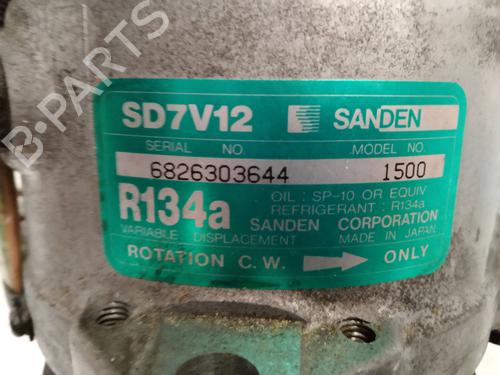 B-PARTS
SD7V12 SANDEN
SERIAL NO. MODEL NO.
6826303644 1500
R134a OIL : SP-10 OR EQUIV
REFRIGERANT : R134a
SANDEN CORPORATION
VARIABLE DISPLACEMENT MADE IN JAPAN
ROTATION C.W. ONLY